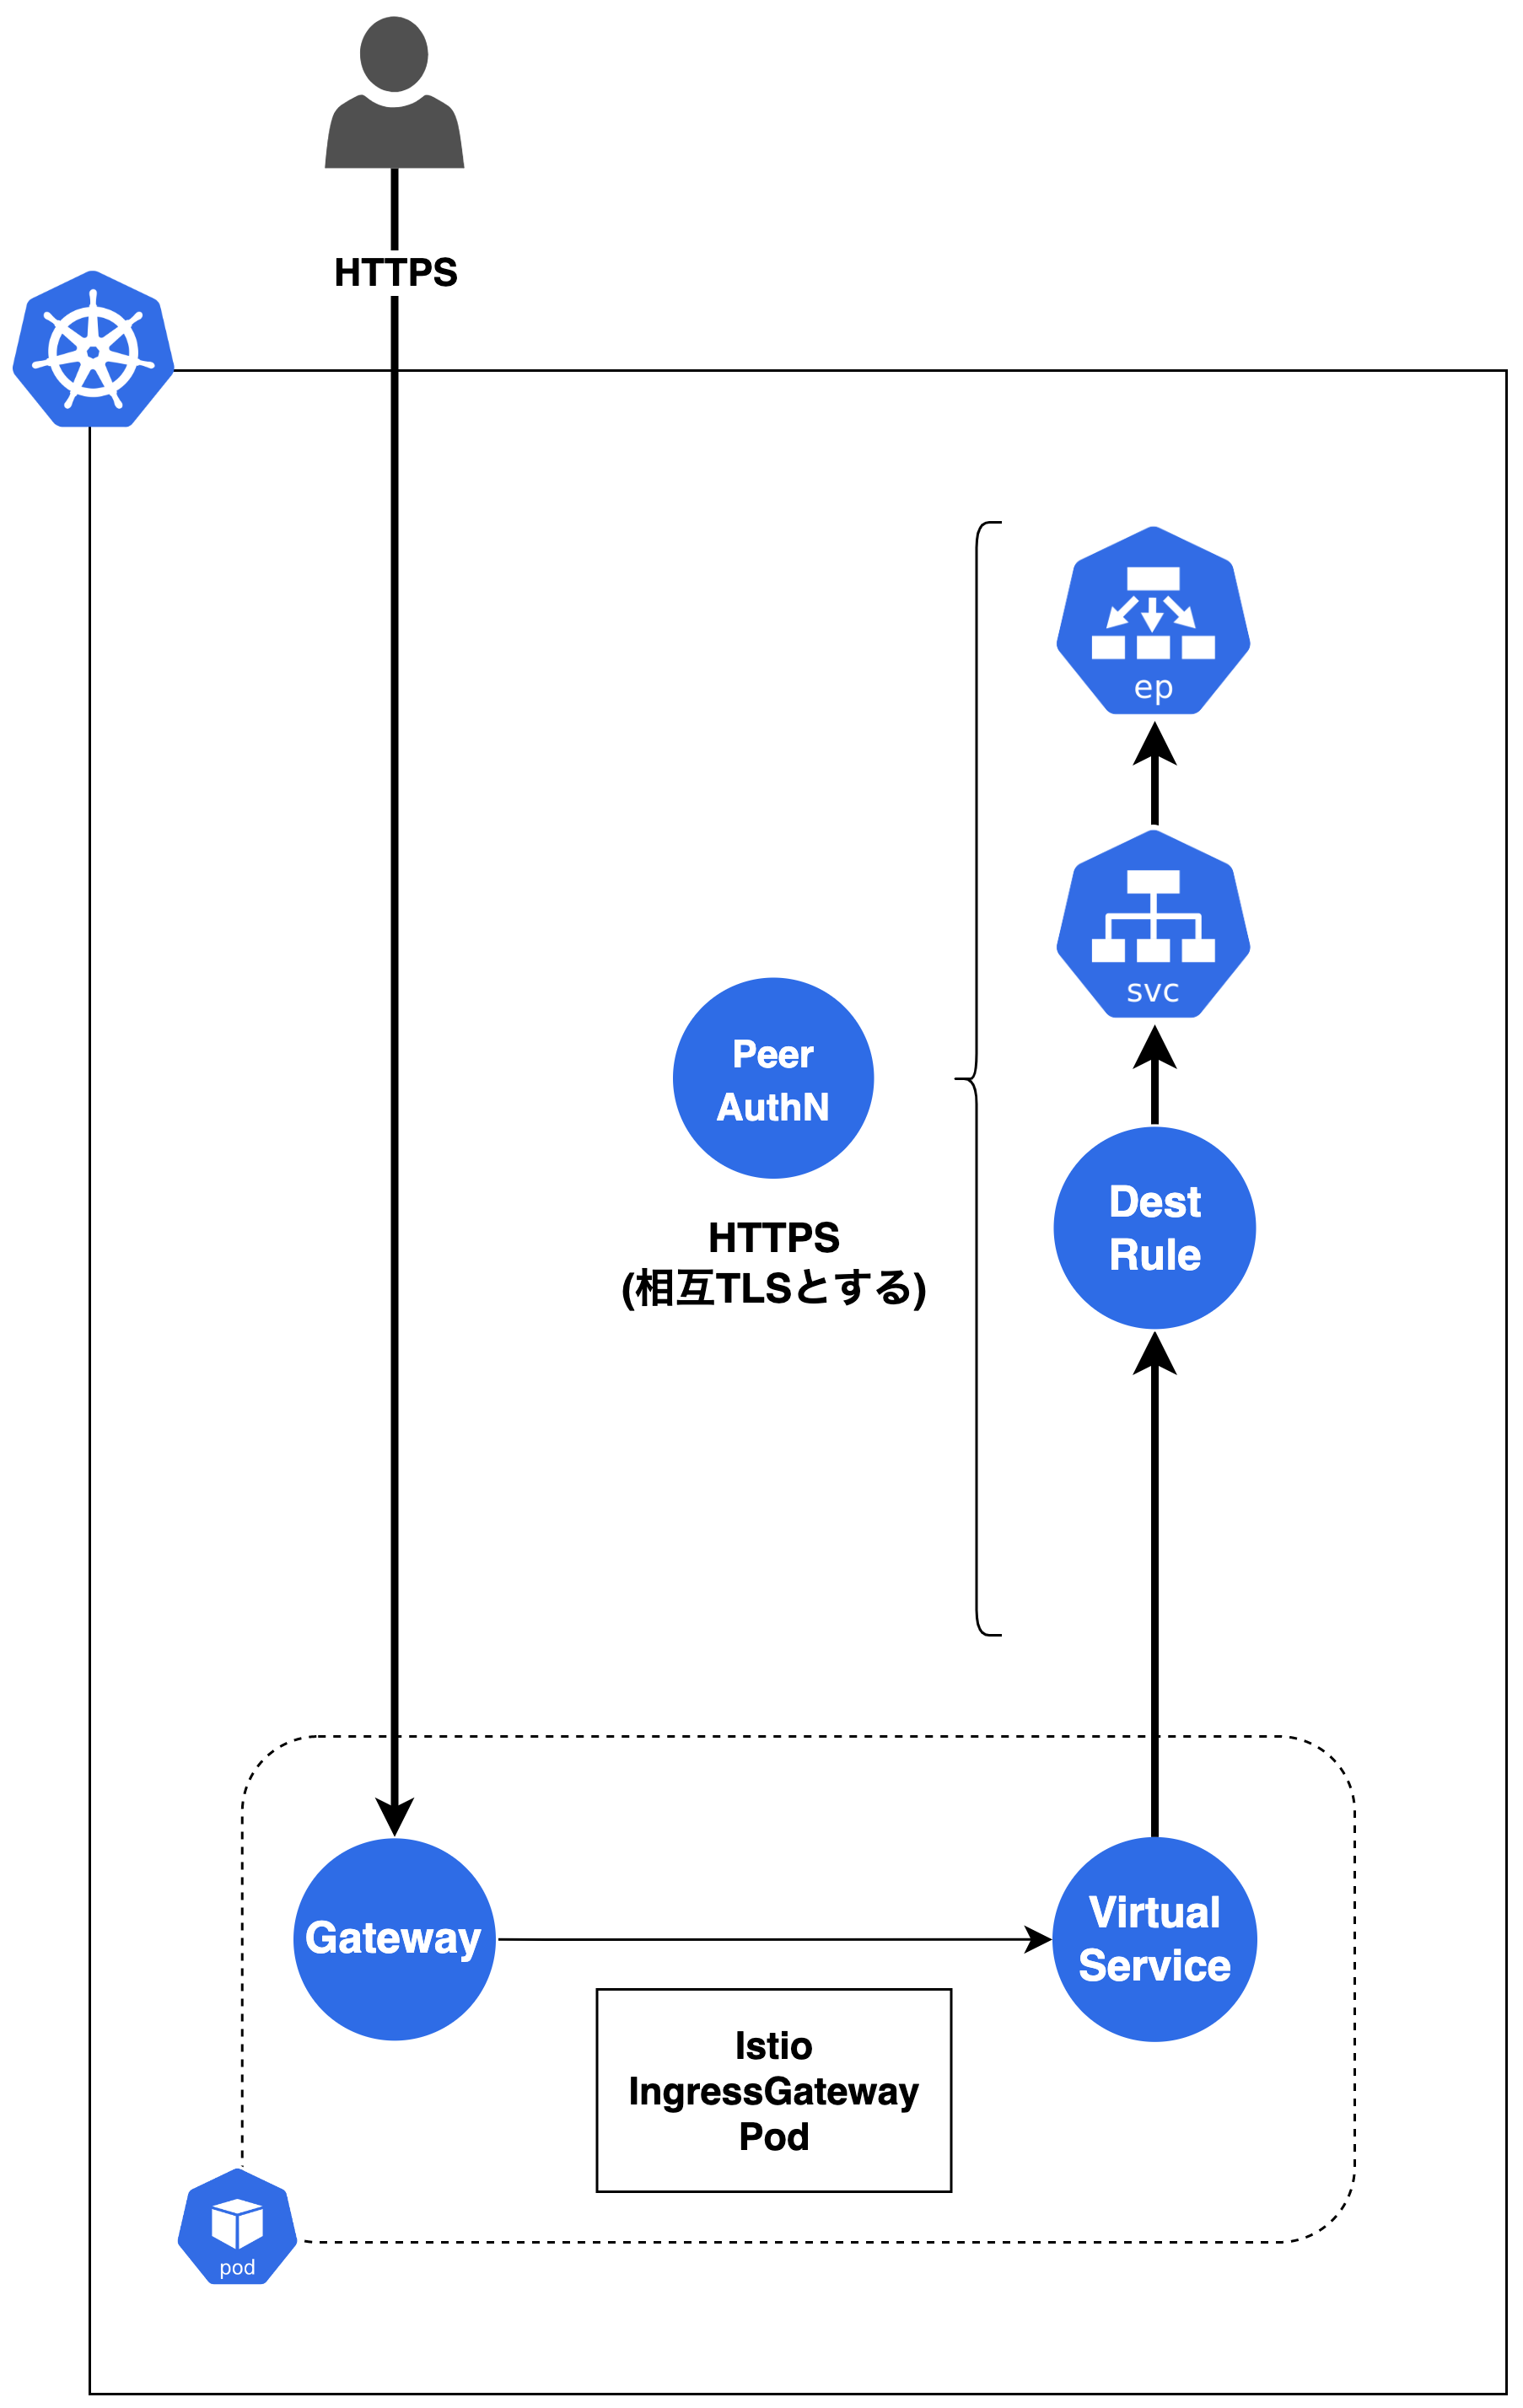 HTTPS
ep
svc
Peer
AuthN
HTTPS
(相互TLSとする)
Dest
Rule
Gateway
Virtual
Service
Istio
IngressGateway
Pod
pod